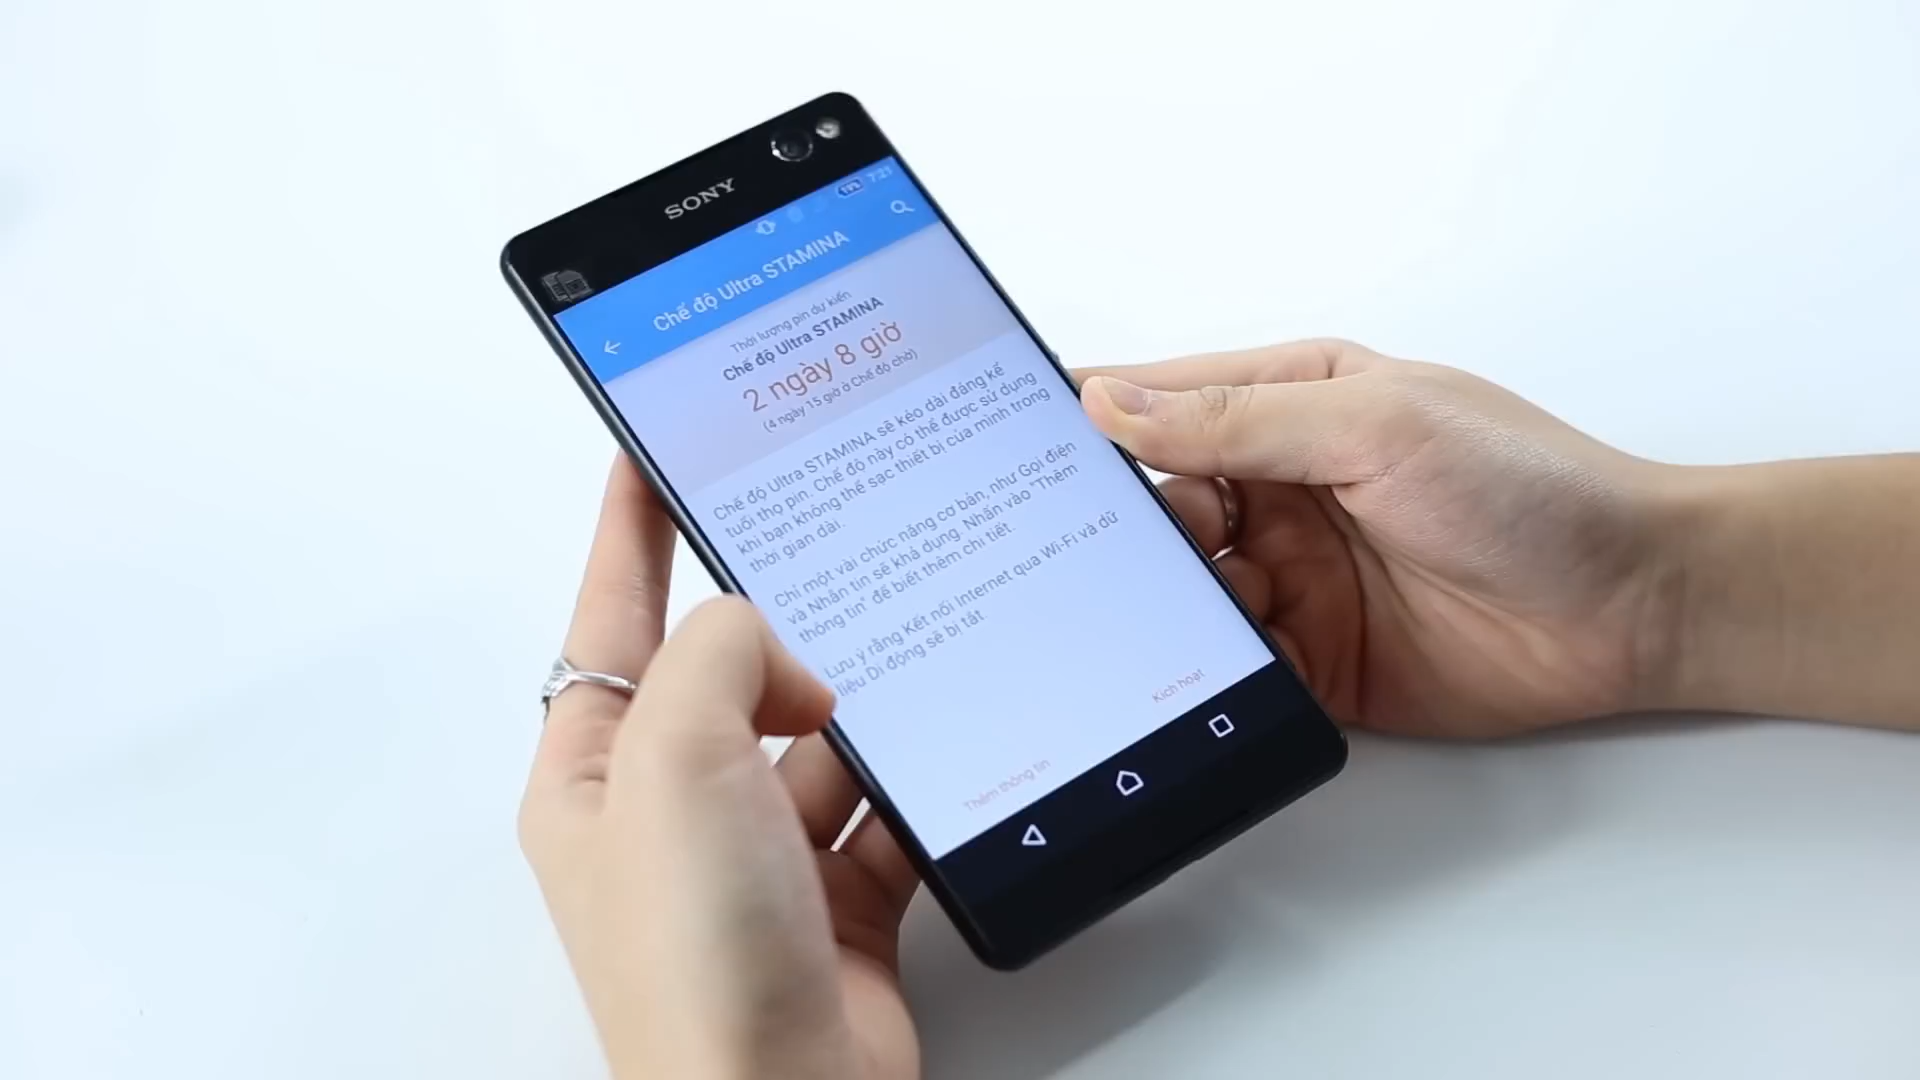 SONY
7:21
Chế độ Ultra STAMINA
Thời lượng pin dự kiến
Chế độ Ultra STAMINA
2 ngày 8 giờ
(4 ngày 15 giờ ở Chế độ chờ)
Chế độ Ultra STAMINA sẽ kéo dài đáng kể
tuổi thọ pin. Chế độ này có thể được sử dụng
khi bạn không thể sạc thiết bị của mình trong
thời gian dài.
Chỉ một vài chức năng cơ bản, như Gọi điện
và Nhắn tin sẽ khả dụng. Nhấn vào "Thêm
thông tin" để biết thêm chi tiết.
Lưu ý rằng Kết nối Internet qua Wi-Fi và dữ
liệu Di động sẽ bị tắt
Kích hoạt
Thêm thông tin